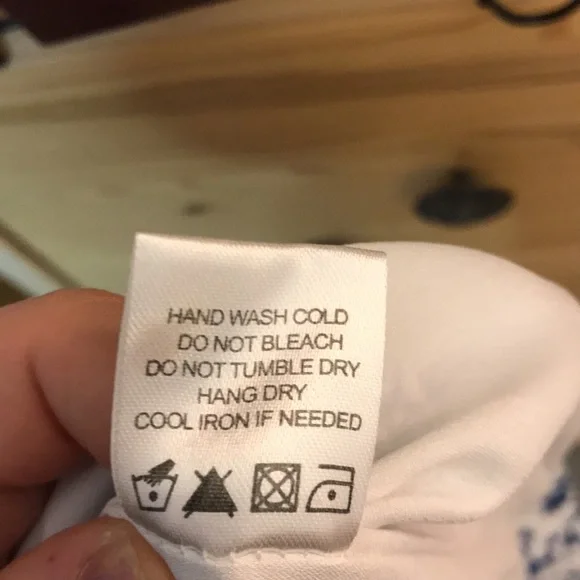 HAND WASH COLD
DO NOT BLEACH
DO NOT TUMBLE DRY
HANG DRY
COOL IRON IF NEEDED